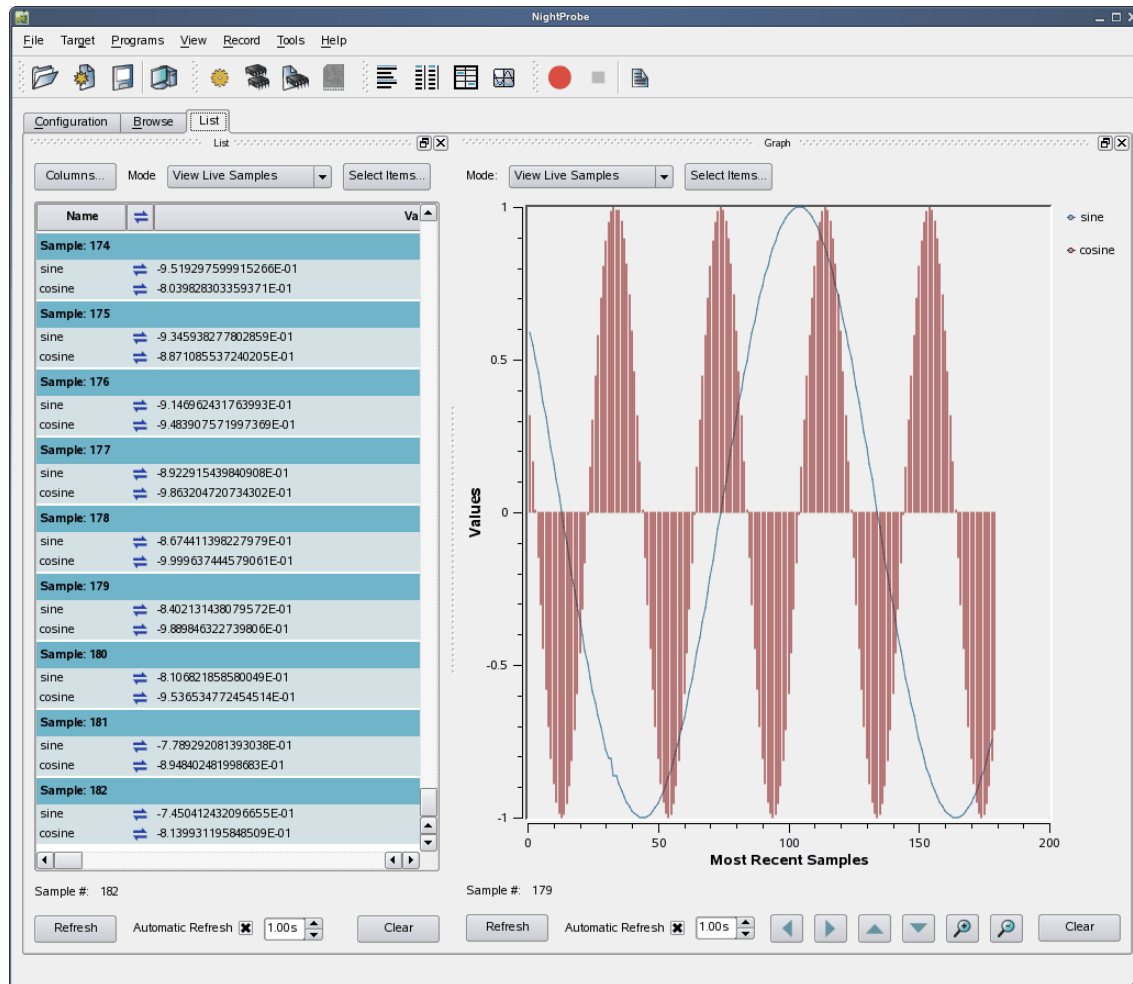 NightProbe
File Target Programs View Record Tools Help
Configuration Browse List
List
Columns... Mode View Live Samples Select Items...
Name Va
Sample: 174
sine -9.519297599915266E-01
cosine -8.039828303359371E-01
Sample: 175
sine -9.345938277802859E-01
cosine -8.871085537240205E-01
Sample: 176
sine -9.146962431763993E-01
cosine -9.483907571997369E-01
Sample: 177
sine -8.922915439840908E-01
cosine -9.863204720734302E-01
Sample: 178
sine -8.674411398227979E-01
cosine -9.999637444579061E-01
Sample: 179
sine -8.402131438079572E-01
cosine -9.889846322739806E-01
Sample: 180
sine -8.106821858580049E-01
cosine -9.536534772454514E-01
Sample: 181
sine -7.789292081393038E-01
cosine -8.948402481998683E-01
Sample: 182
sine -7.450412432096655E-01
cosine -8.139931195848509E-01
Sample #: 182
Refresh Automatic Refresh 1.00s Clear
Graph
Mode: View Live Samples Select Items...
1
0.5
0
-0.5
-1
Values
0 50 100 150 200
Most Recent Samples
sine
cosine
Sample #: 179
Refresh Automatic Refresh 1.00s Clear